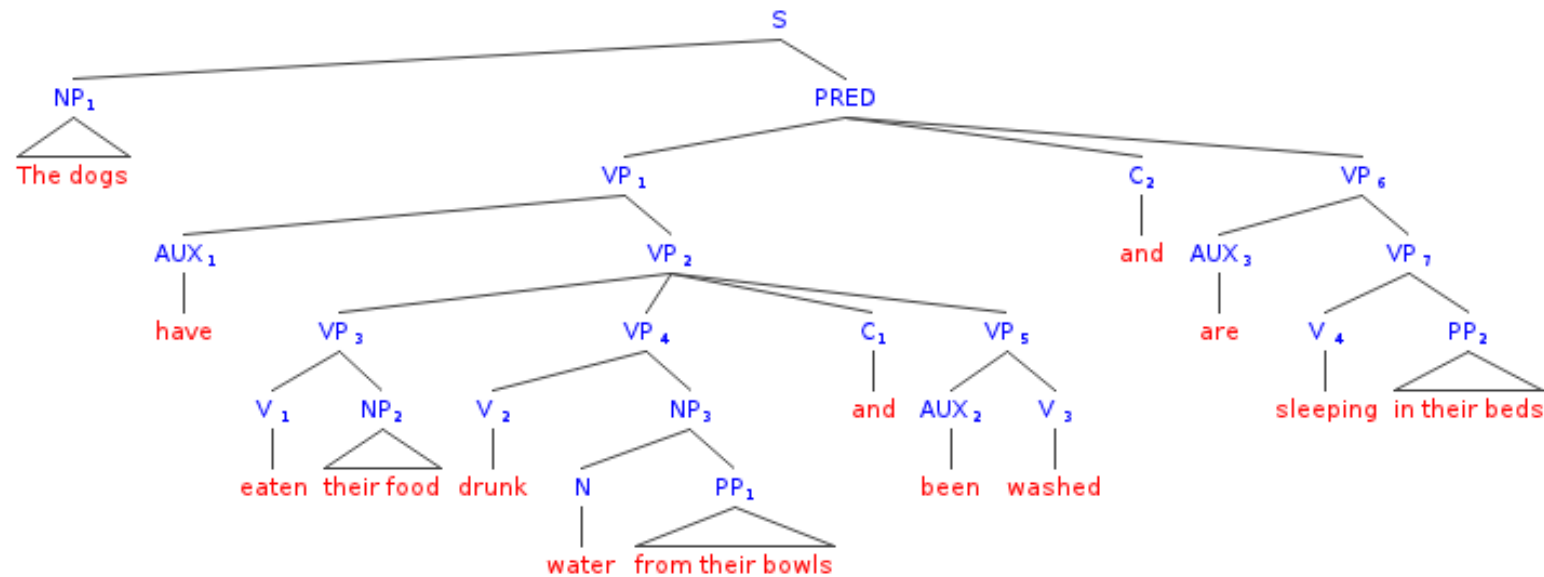 S
NP₁ PRED
The dogs VP₁ C₂ VP₆
AUX₁ VP₂ and AUX₃ VP₇
have VP₃ VP₄ C₁ VP₅ are V₄ PP₂
V₁ NP₂ V₂ NP₃ and AUX₂ V₃ sleeping in their beds
eaten their food drunk N PP₁ been washed
water from their bowls